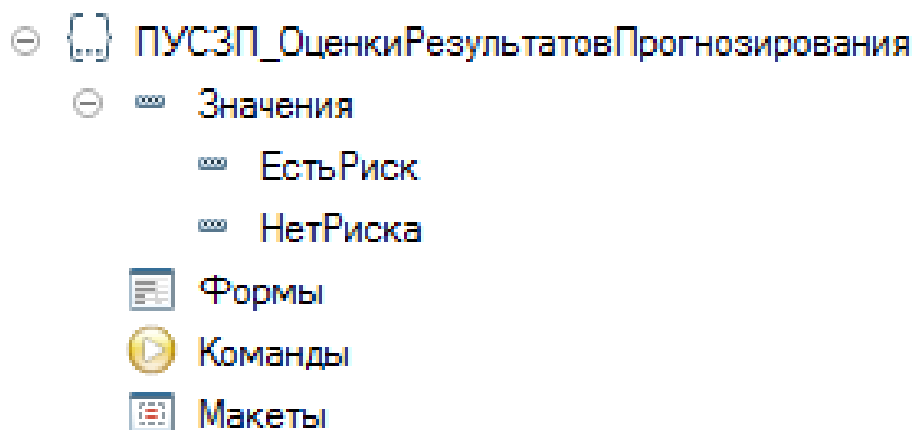 ПУСЗП_ОценкиРезультатовПрогнозирования
Значения
ЕстьРиск
НетРиска
Формы
Команды
Макеты